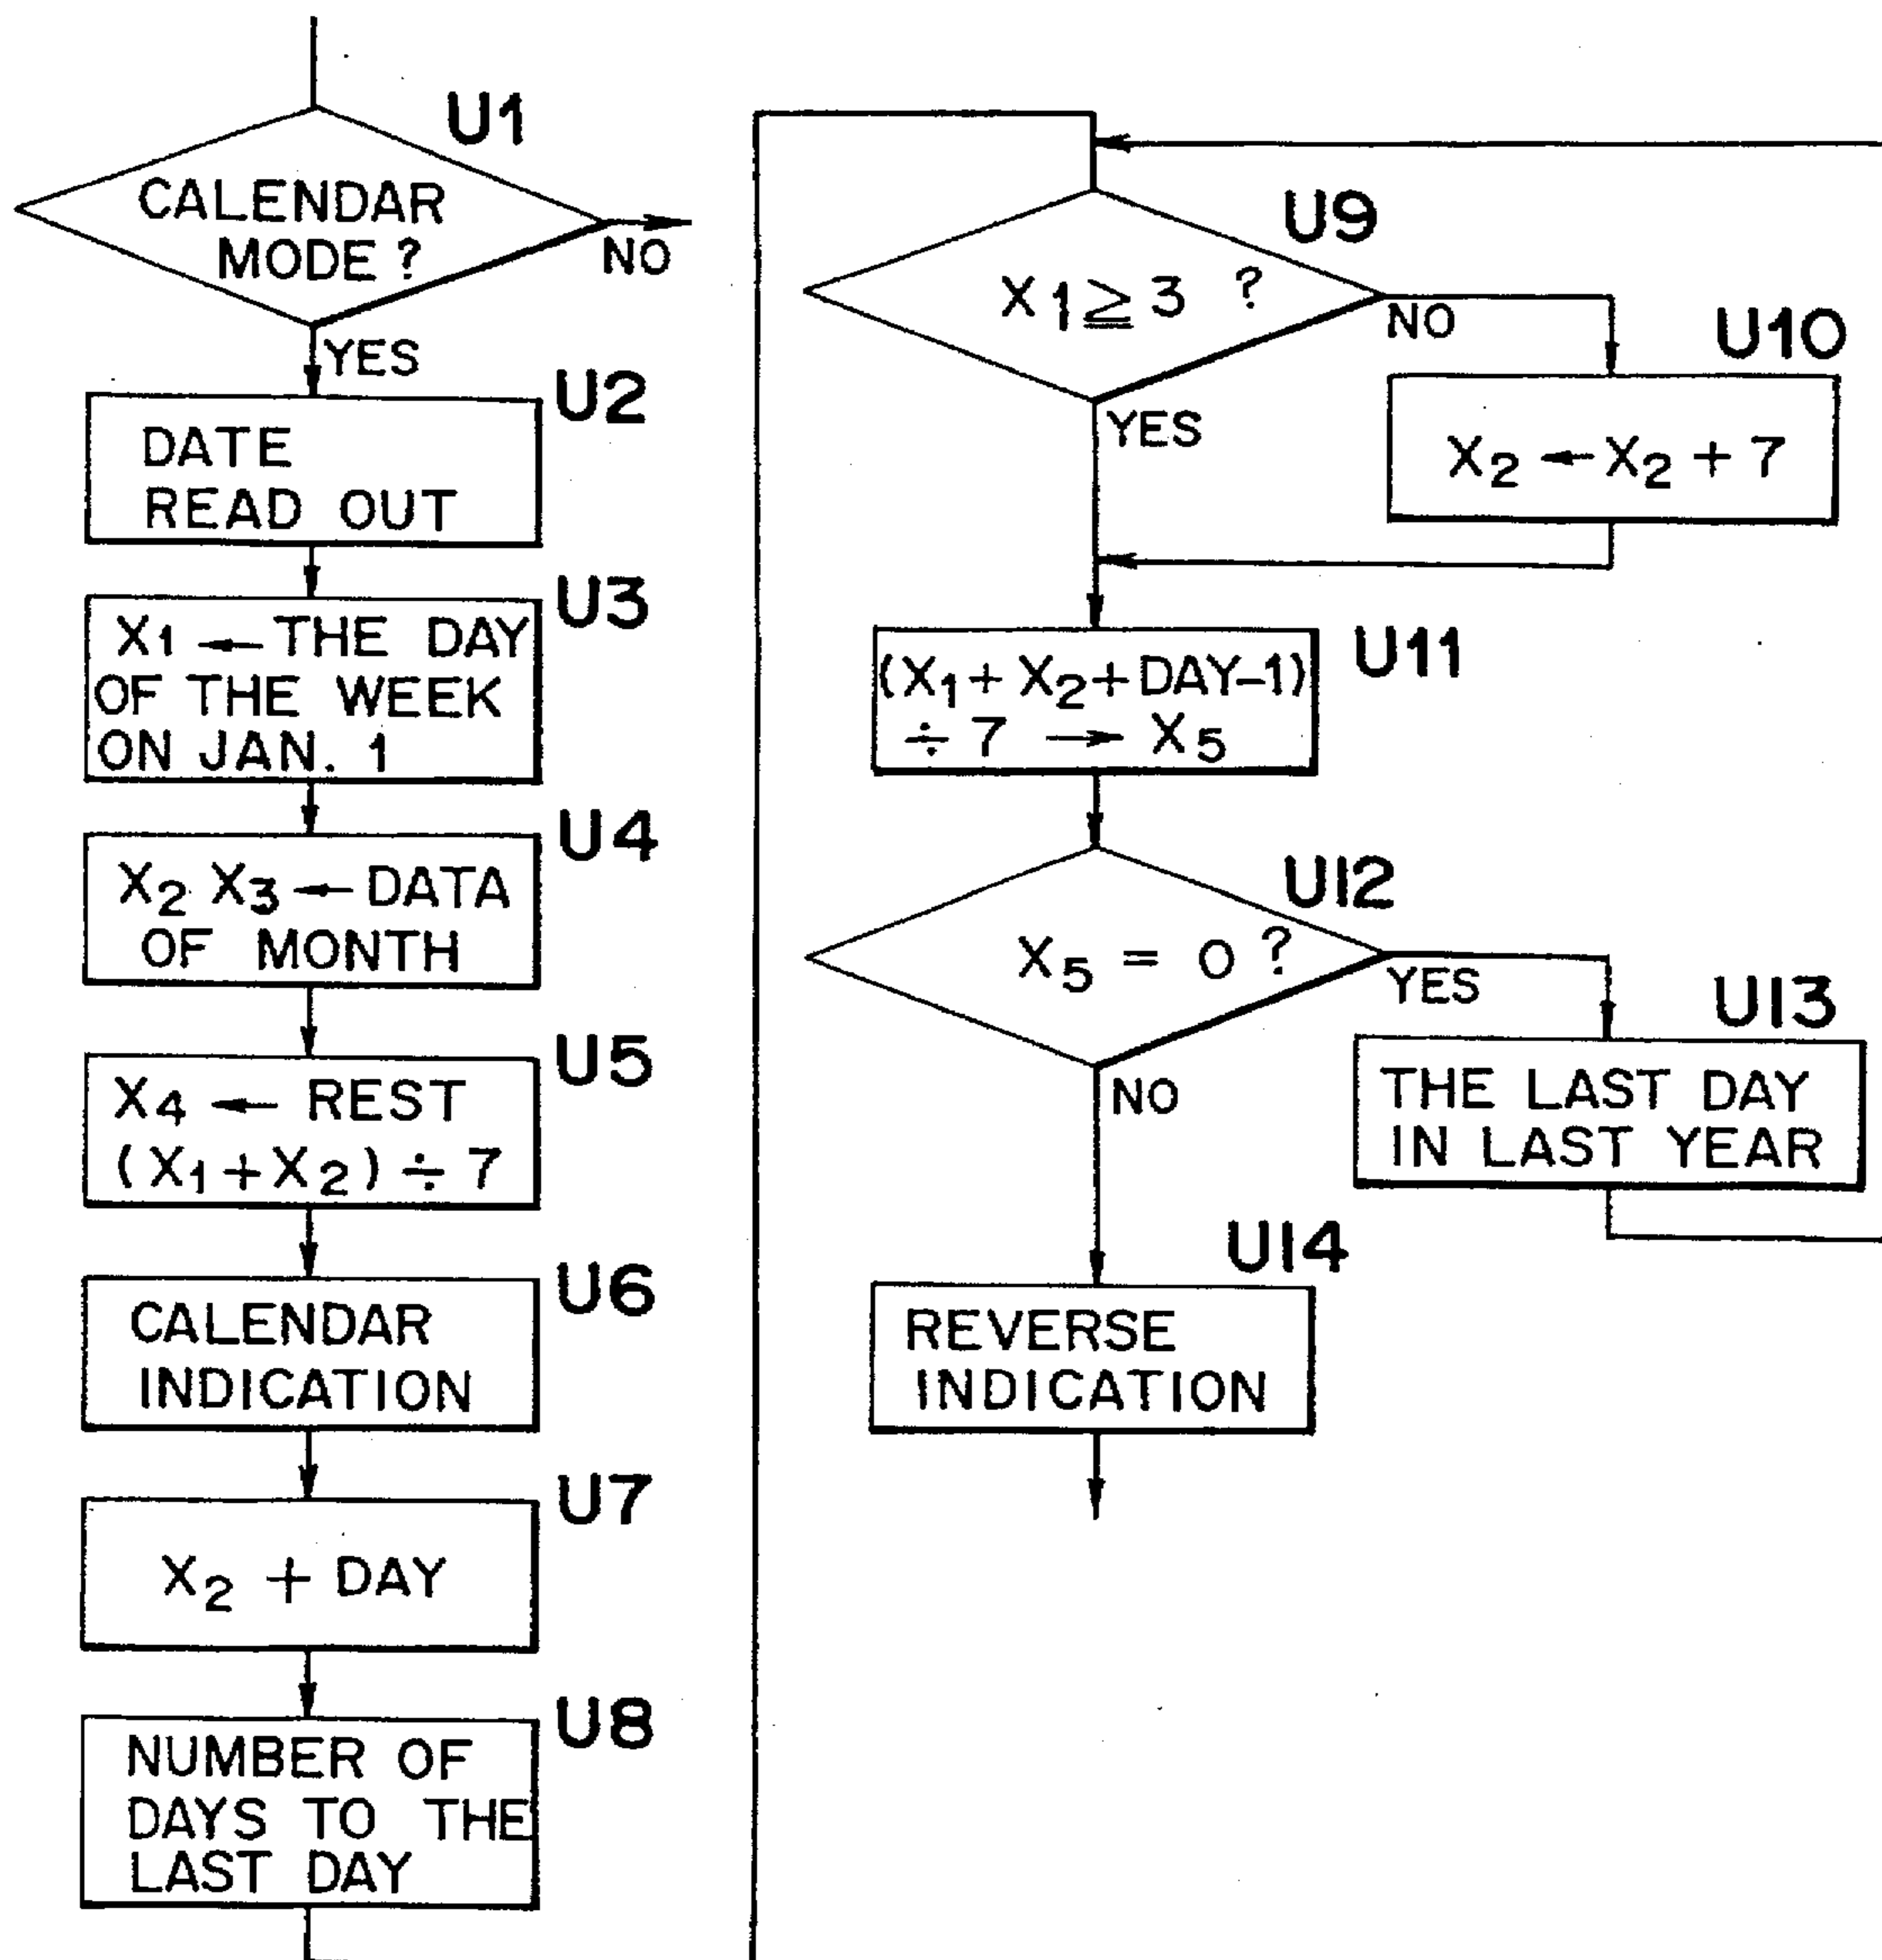 U1
CALENDAR
MODE ?
NO
YES
U2
DATE
READ OUT
U3
X1 ← THE DAY
OF THE WEEK
ON JAN. 1
U4
X2 X3 ← DATA
OF MONTH
U5
X4 ← REST
(X1 + X2) ÷ 7
U6
CALENDAR
INDICATION
U7
X2 + DAY
U8
NUMBER OF
DAYS TO THE
LAST DAY
U9
X1 ≧ 3 ?
NO
YES
U10
X2 ← X2 + 7
U11
(X1 + X2 + DAY-1)
÷ 7 → X5
U12
X5 = 0 ?
YES
NO
U13
THE LAST DAY
IN LAST YEAR
U14
REVERSE
INDICATION